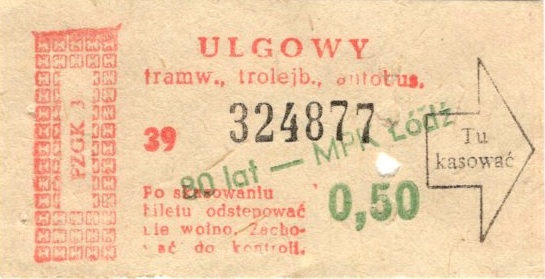 PZGK 3
ULGOWY
tramw., trolejb., autobus.
39 324877
80 lat — MPK Łódź
Tu
kasować
Po skasowaniu
biletu odstępować
nie wolno. Zacho-
wać do kontroli.
0,50